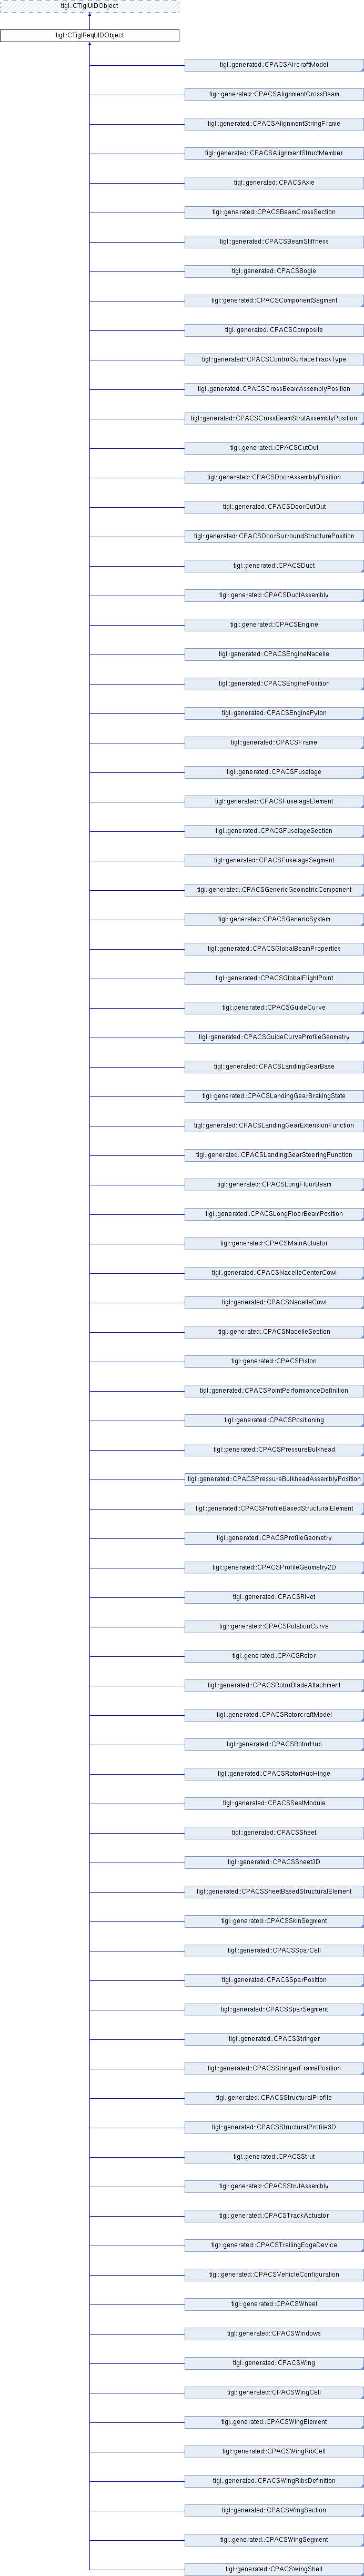 tigl::CTiglUIDObject
tigl::CTiglReqUIDObject
tigl::generated::CPACSAircraftModel
tigl::generated::CPACSAlignmentCrossBeam
tigl::generated::CPACSAlignmentStringFrame
tigl::generated::CPACSAlignmentStructMember
tigl::generated::CPACSAxle
tigl::generated::CPACSBeamCrossSection
tigl::generated::CPACSBeamStiffness
tigl::generated::CPACSBogie
tigl::generated::CPACSComponentSegment
tigl::generated::CPACSComposite
tigl::generated::CPACSControlSurfaceTrackType
tigl::generated::CPACSCrossBeamAssemblyPosition
tigl::generated::CPACSCrossBeamStrutAssemblyPosition
tigl::generated::CPACSCutOut
tigl::generated::CPACSDoorAssemblyPosition
tigl::generated::CPACSDoorCutOut
tigl::generated::CPACSDoorSurroundStructurePosition
tigl::generated::CPACSDuct
tigl::generated::CPACSDuctAssembly
tigl::generated::CPACSEngine
tigl::generated::CPACSEngineNacelle
tigl::generated::CPACSEnginePosition
tigl::generated::CPACSEnginePylon
tigl::generated::CPACSFrame
tigl::generated::CPACSFuselage
tigl::generated::CPACSFuselageElement
tigl::generated::CPACSFuselageSection
tigl::generated::CPACSFuselageSegment
tigl::generated::CPACSGenericGeometricComponent
tigl::generated::CPACSGenericSystem
tigl::generated::CPACSGlobalBeamProperties
tigl::generated::CPACSGlobalFlightPoint
tigl::generated::CPACSGuideCurve
tigl::generated::CPACSGuideCurveProfileGeometry
tigl::generated::CPACSLandingGearBase
tigl::generated::CPACSLandingGearBrakingState
tigl::generated::CPACSLandingGearExtensionFunction
tigl::generated::CPACSLandingGearSteeringFunction
tigl::generated::CPACSLongFloorBeam
tigl::generated::CPACSLongFloorBeamPosition
tigl::generated::CPACSMainActuator
tigl::generated::CPACSNacelleCenterCowl
tigl::generated::CPACSNacelleCowl
tigl::generated::CPACSNacelleSection
tigl::generated::CPACSPiston
tigl::generated::CPACSPointPerformanceDefinition
tigl::generated::CPACSPositioning
tigl::generated::CPACSPressureBulkhead
tigl::generated::CPACSPressureBulkheadAssemblyPosition
tigl::generated::CPACSProfileBasedStructuralElement
tigl::generated::CPACSProfileGeometry
tigl::generated::CPACSProfileGeometry2D
tigl::generated::CPACSRivet
tigl::generated::CPACSRotationCurve
tigl::generated::CPACSRotor
tigl::generated::CPACSRotorBladeAttachment
tigl::generated::CPACSRotorcraftModel
tigl::generated::CPACSRotorHub
tigl::generated::CPACSRotorHubHinge
tigl::generated::CPACSSeatModule
tigl::generated::CPACSSheet
tigl::generated::CPACSSheet3D
tigl::generated::CPACSSheetBasedStructuralElement
tigl::generated::CPACSSkinSegment
tigl::generated::CPACSSparCell
tigl::generated::CPACSSparPosition
tigl::generated::CPACSSparSegment
tigl::generated::CPACSStringer
tigl::generated::CPACSStringerFramePosition
tigl::generated::CPACSStructuralProfile
tigl::generated::CPACSStructuralProfile3D
tigl::generated::CPACSStrut
tigl::generated::CPACSStrutAssembly
tigl::generated::CPACSTrackActuator
tigl::generated::CPACSTrailingEdgeDevice
tigl::generated::CPACSVehicleConfiguration
tigl::generated::CPACSWheel
tigl::generated::CPACSWindows
tigl::generated::CPACSWing
tigl::generated::CPACSWingCell
tigl::generated::CPACSWingElement
tigl::generated::CPACSWingRibCell
tigl::generated::CPACSWingRibsDefinition
tigl::generated::CPACSWingSection
tigl::generated::CPACSWingSegment
tigl::generated::CPACSWingShell